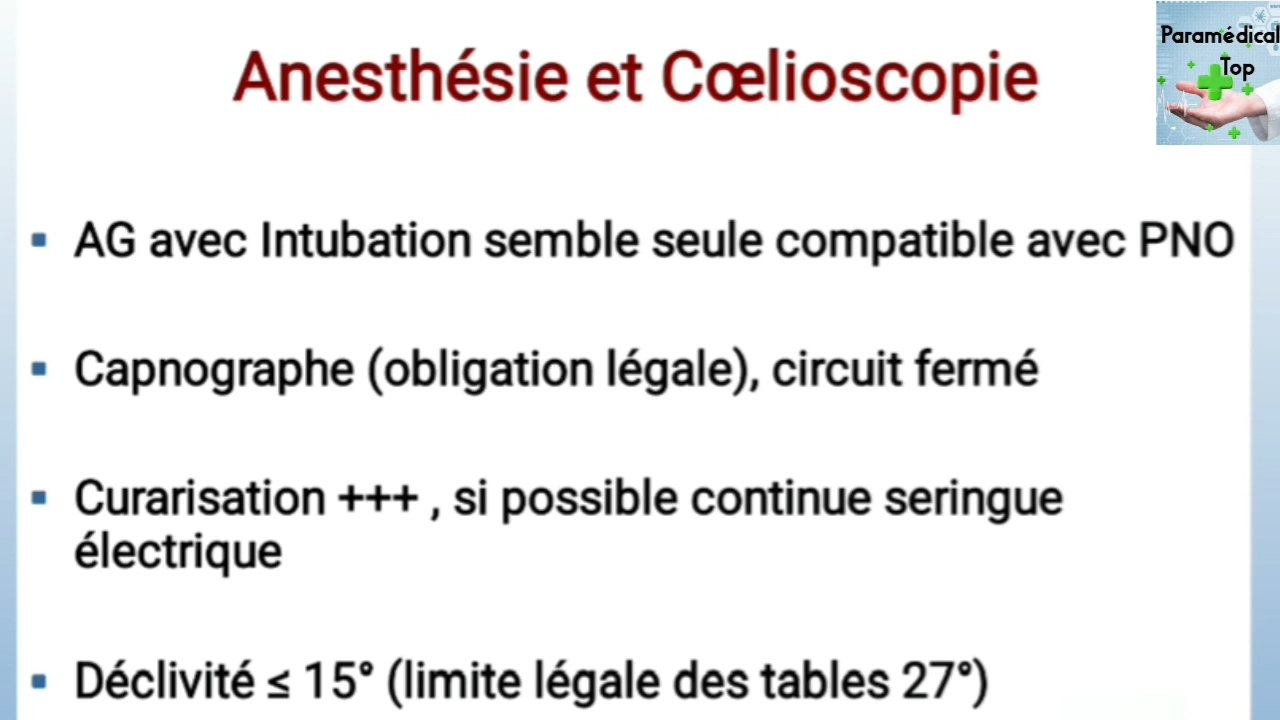 Anesthésie et Cœlioscopie
Paramédical
Top
▪ AG avec Intubation semble seule compatible avec PNO
▪ Capnographe (obligation légale), circuit fermé
▪ Curarisation +++ , si possible continue seringue
électrique
▪ Déclivité ≤ 15° (limite légale des tables 27°)